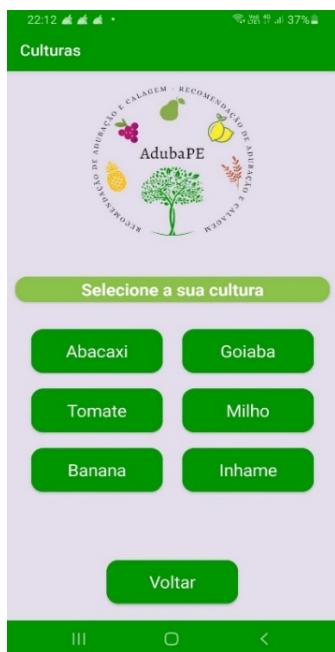 22:12
37%
Culturas
RECOMENDAÇÃO DE ADUBAÇÃO E CALAGEM - RECOMENDAÇÃO DE ADUBAÇÃO E CALAGEM
AdubaPE
Selecione a sua cultura
Abacaxi Goiaba
Tomate Milho
Banana Inhame
Voltar